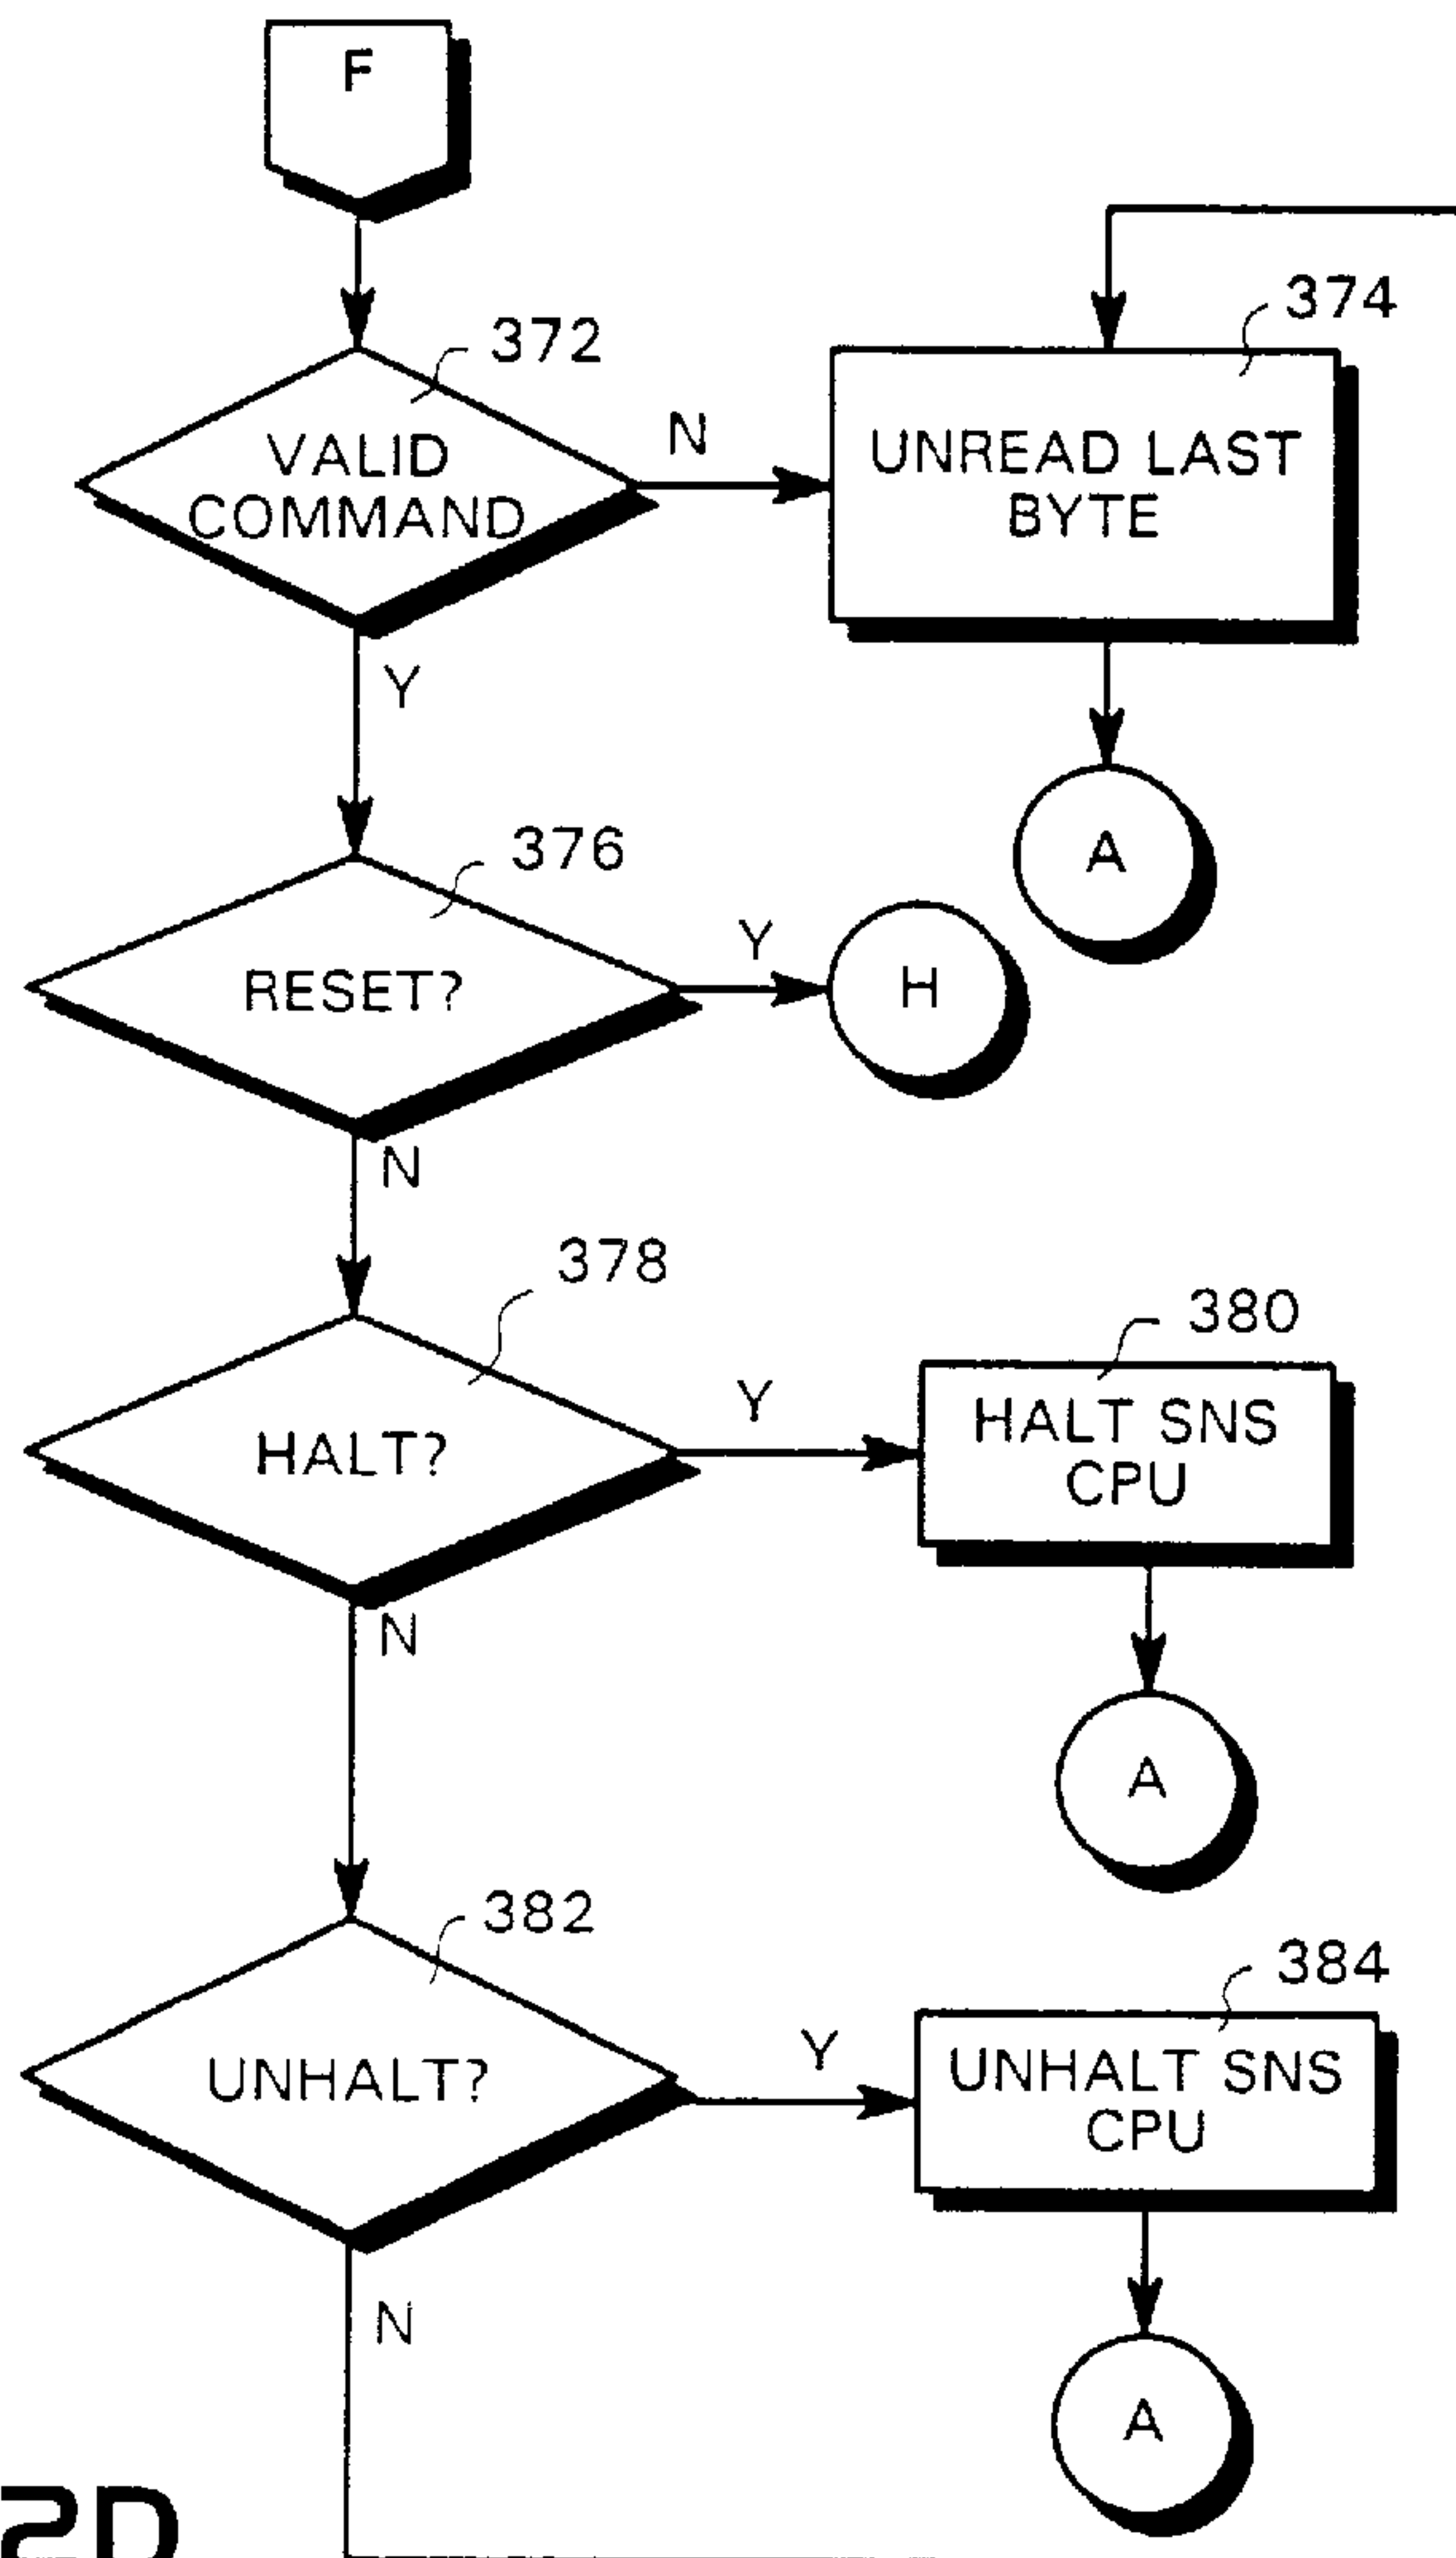 F
372
VALID
COMMAND
N
374
UNREAD LAST
BYTE
Y
A
376
RESET?
Y
H
N
378
HALT?
Y
380
HALT SNS
CPU
N
A
382
UNHALT?
Y
384
UNHALT SNS
CPU
N
A
2D